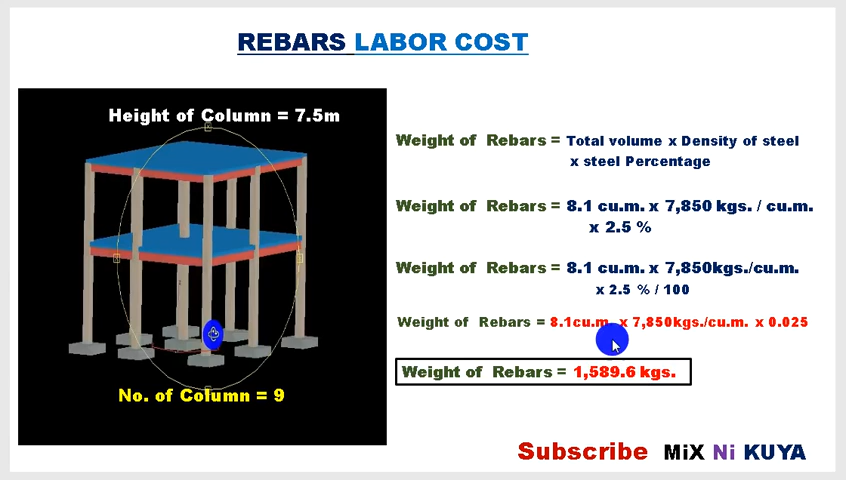 REBARS LABOR COST
Height of Column = 7.5m
No. of Column = 9
Weight of Rebars = Total volume x Density of steel
x steel Percentage
Weight of Rebars = 8.1 cu.m. x 7,850 kgs. / cu.m.
x 2.5 %
Weight of Rebars = 8.1 cu.m. x 7,850kgs./cu.m.
x 2.5 % / 100
Weight of Rebars = 8.1cu.m. x 7,850kgs./cu.m. x 0.025
Weight of Rebars = 1,589.6 kgs.
Subscribe MiX Ni KUYA